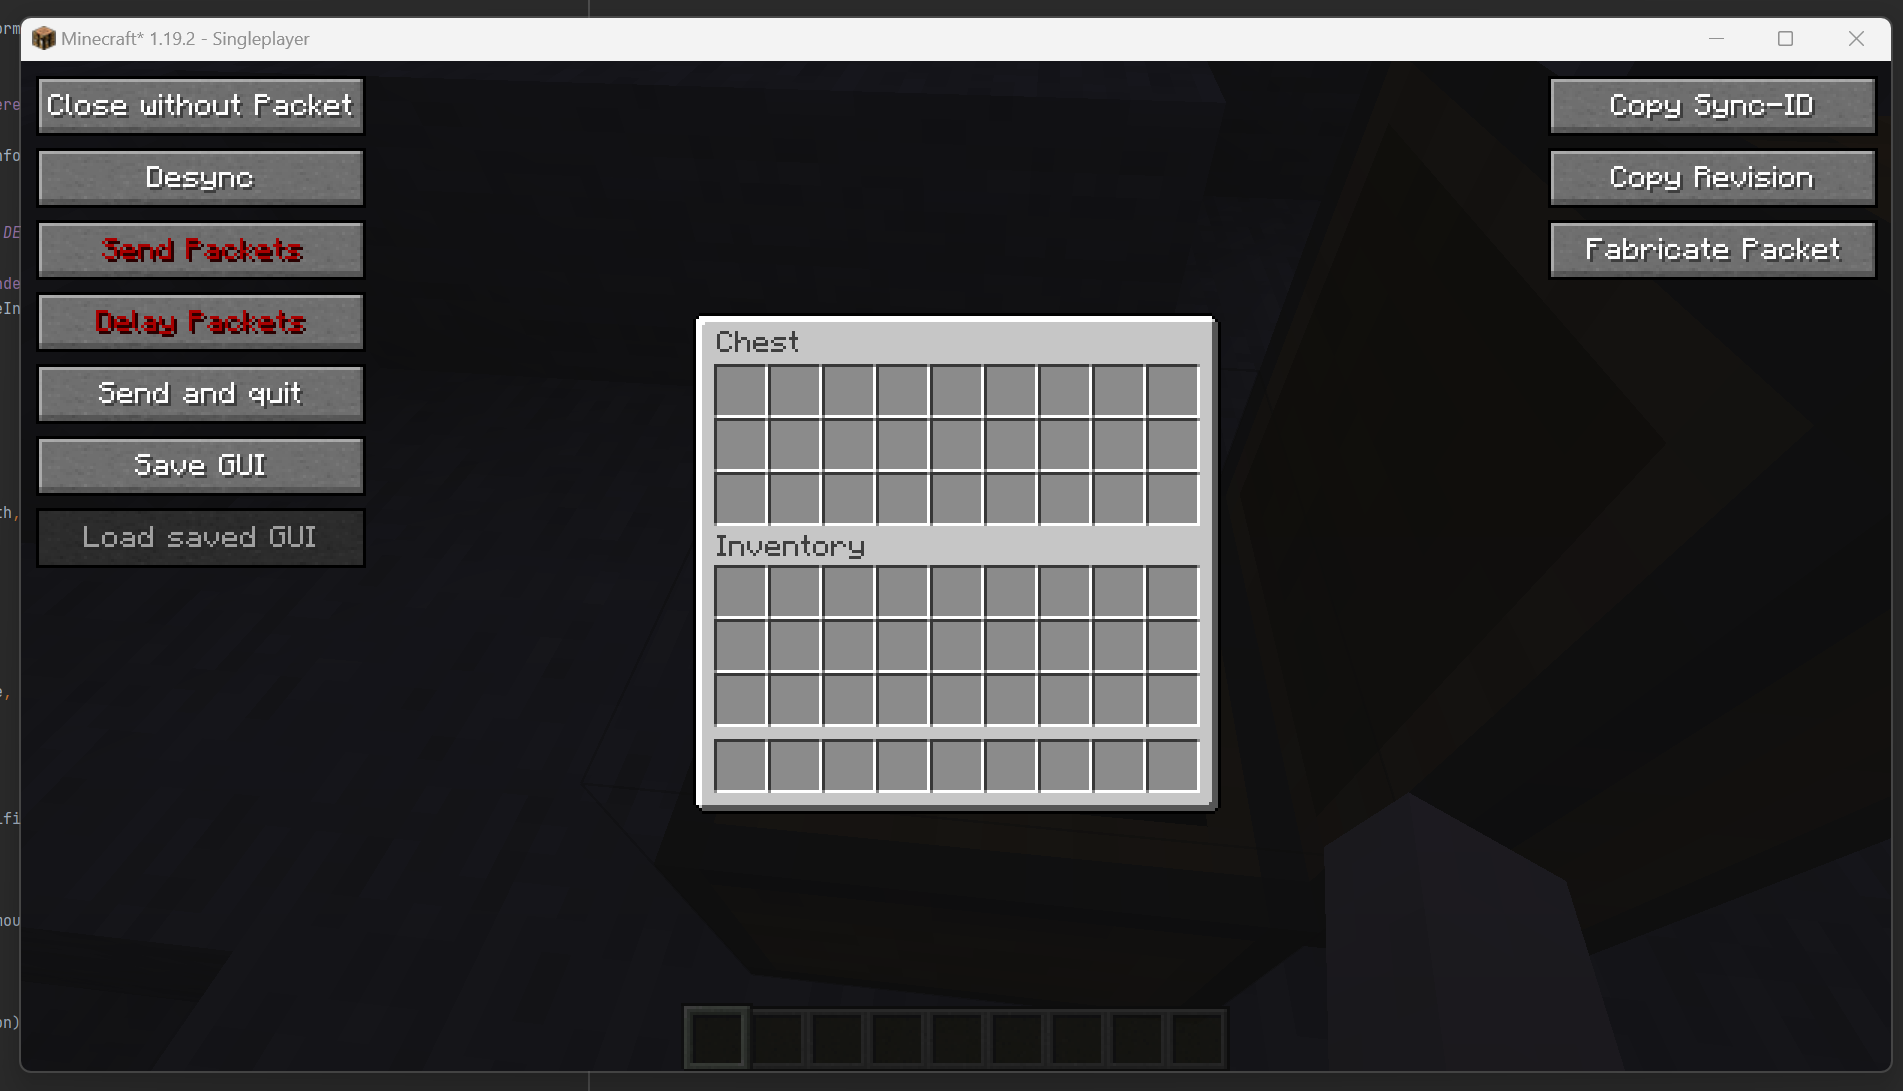 Minecraft* 1.19.2 - Singleplayer
Close without Packet
Desync
Send Packets
Delay Packets
Send and quit
Save GUI
Load saved GUI
Copy Sync-ID
Copy Revision
Fabricate Packet
Chest
Inventory